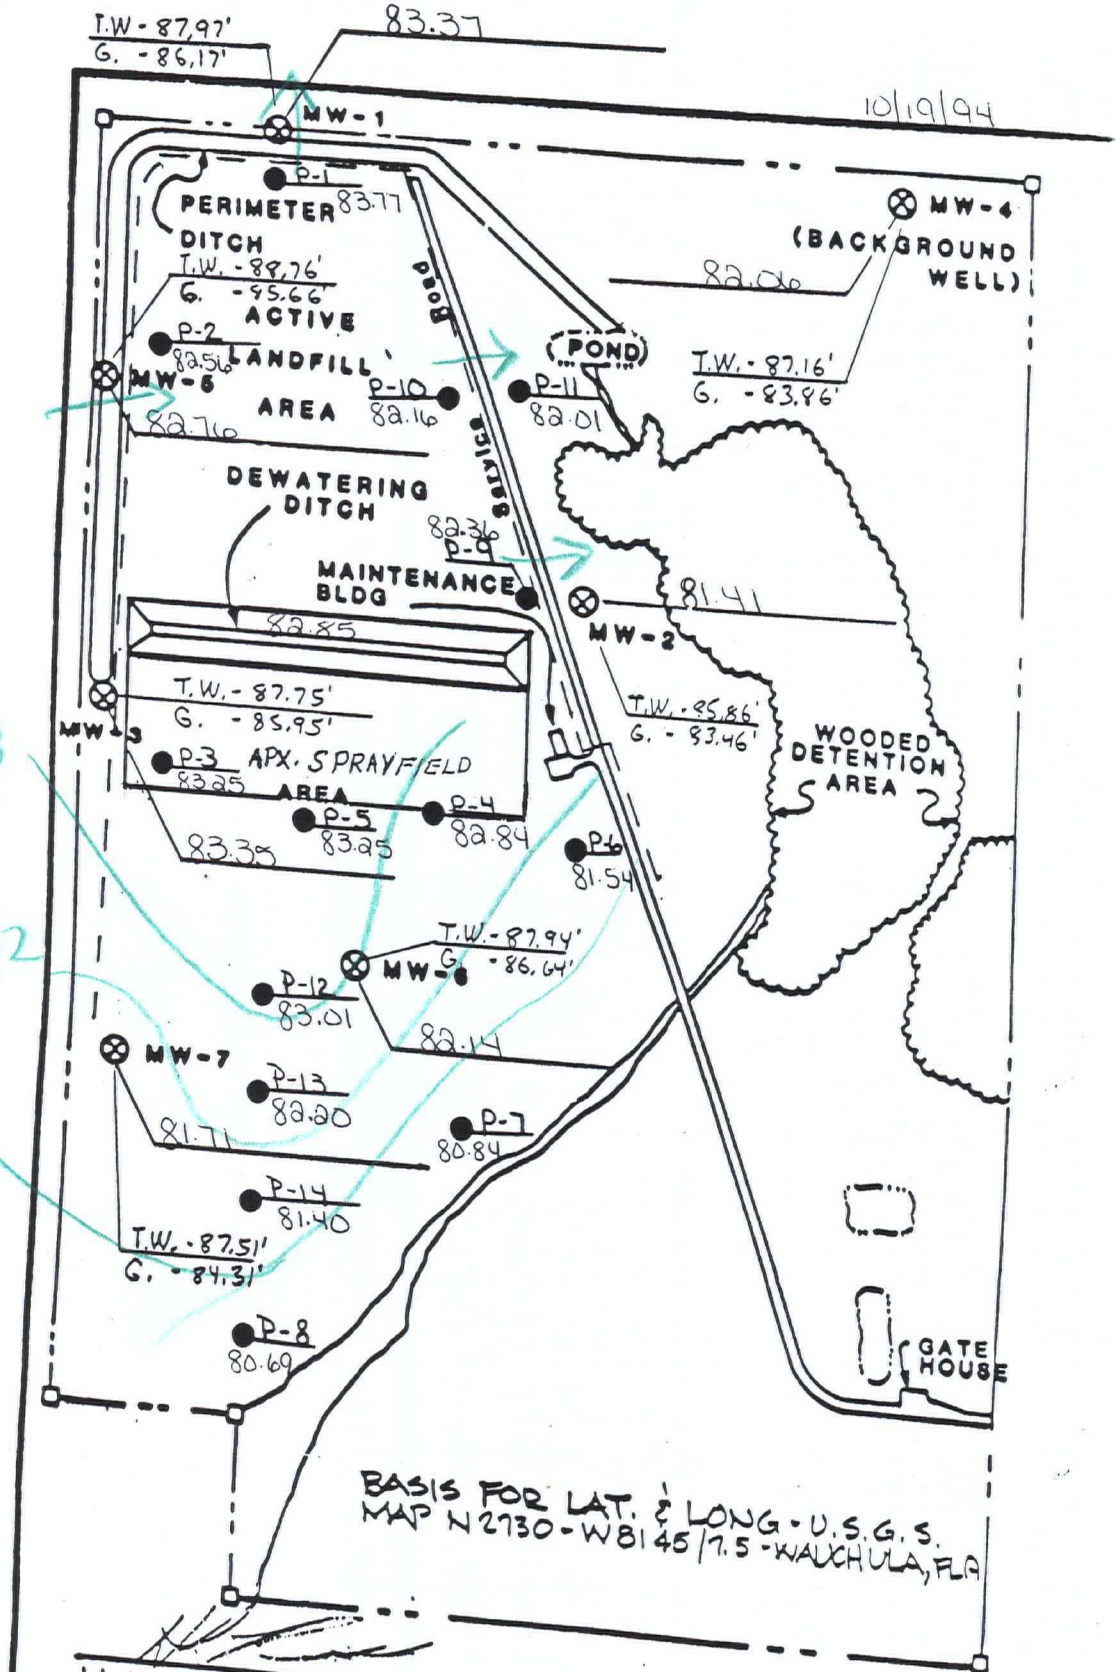 T.W - 87.97'
G. - 86.17'
83.37
10/19/94
MW-1
P-1
83.77
MW-4
(BACKGROUND
WELL)
82.06
PERIMETER
DITCH
T.W. - 88.76'
G. - 85.66'
ACTIVE
LANDFILL
AREA
P-2
82.56
MW-5
82.76
Road
Service
P-10
82.16
P-11
82.01
POND
T.W. - 87.16'
G. - 83.86'
DEWATERING
DITCH
82.36
P-9
MAINTENANCE
BLDG
82.85
81.41
MW-2
T.W. - 85.86'
G. - 83.46'
T.W. - 87.75'
G. - 85.95'
MW-3
P-3
83.25
APX. SPRAYFIELD
AREA
P-5
83.25
P-4
82.84
83.35
P-6
81.54
WOODED
DETENTION
AREA
2
T.W. - 87.94'
G. - 86.64'
MW-6
P-12
83.01
82.14
MW-7
P-13
82.20
81.71
P-7
80.84
P-14
81.40
T.W. - 87.51'
G. - 84.31'
P-8
80.69
GATE
HOUSE
BASIS FOR LAT. & LONG - U.S.G.S.
MAP N2730-W8145/7.5 - WAUCHULA, FLA